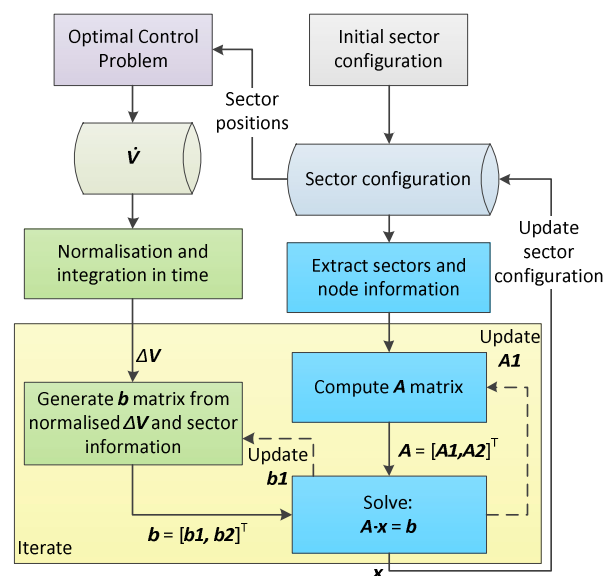 Optimal Control
Problem
Initial sector
configuration
Sector
positions
V̇
Sector configuration
Normalisation and
integration in time
Extract sectors and
node information
Update
sector
configuration
ΔV
Update
A1
Generate b matrix from
normalised ΔV and sector
information
Compute A matrix
Update
b1
A = [A1,A2]ᵀ
Solve:
A·x = b
b = [b1, b2]ᵀ
Iterate
x